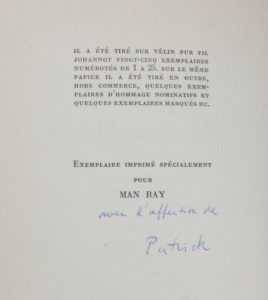 IL A ÉTÉ TIRÉ SUR VÉLIN PUR FIL
JOHANNOT VINGT-CINQ EXEMPLAIRES
NUMÉROTÉS DE 1 A 25. SUR LE MÊME
PAPIER IL A ÉTÉ TIRÉ EN OUTRE,
HORS COMMERCE, QUELQUES EXEM-
PLAIRES D'HOMMAGE NOMINATIFS ET
QUELQUES EXEMPLAIRES MARQUÉS HC.
EXEMPLAIRE IMPRIMÉ SPÉCIALEMENT
POUR
MAN RAY
avec l'affection de
Patrick